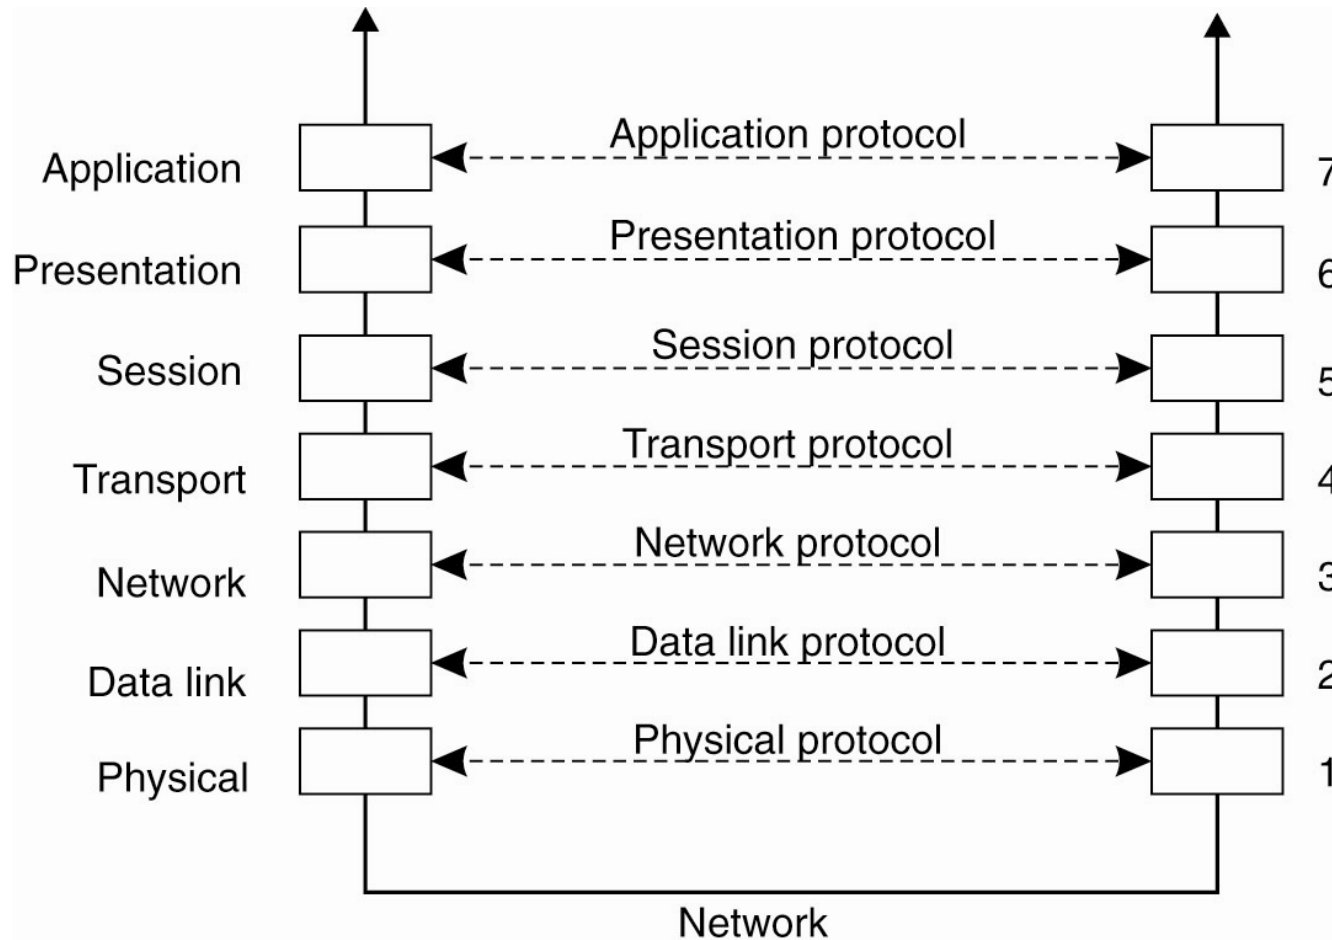 Application protocol
Application
7
Presentation protocol
Presentation
6
Session protocol
Session
5
Transport protocol
Transport
4
Network protocol
Network
3
Data link protocol
Data link
2
Physical protocol
Physical
1
Network